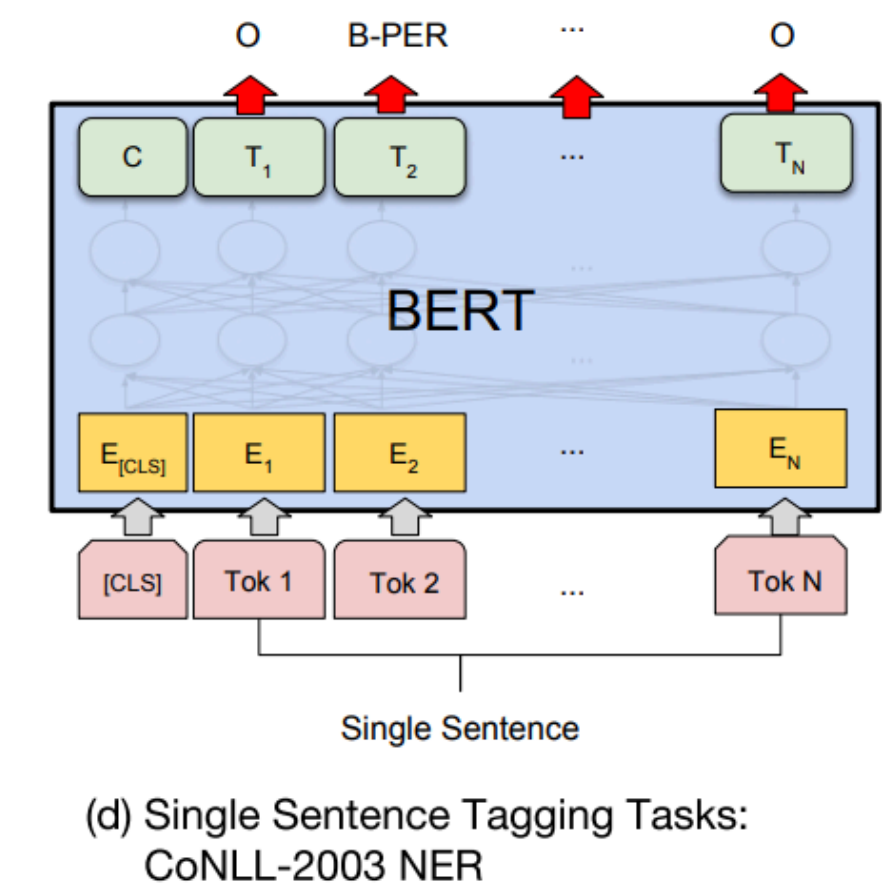 O B-PER ... O
C T1 T2 ... TN
...
BERT
...
E[CLS] E1 E2 ... EN
[CLS] Tok 1 Tok 2 ... Tok N
Single Sentence
(d) Single Sentence Tagging Tasks:
CoNLL-2003 NER